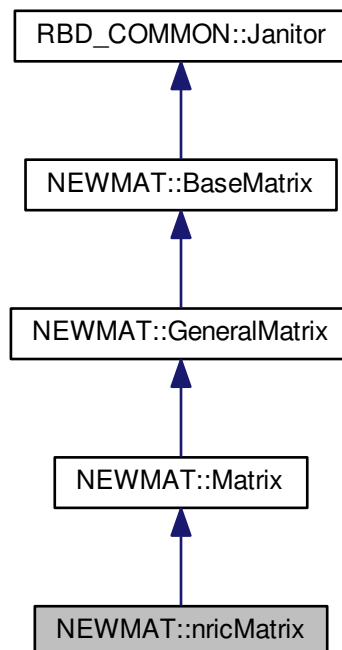 RBD_COMMON::Janitor
NEWMAT::BaseMatrix
NEWMAT::GeneralMatrix
NEWMAT::Matrix
NEWMAT::nricMatrix